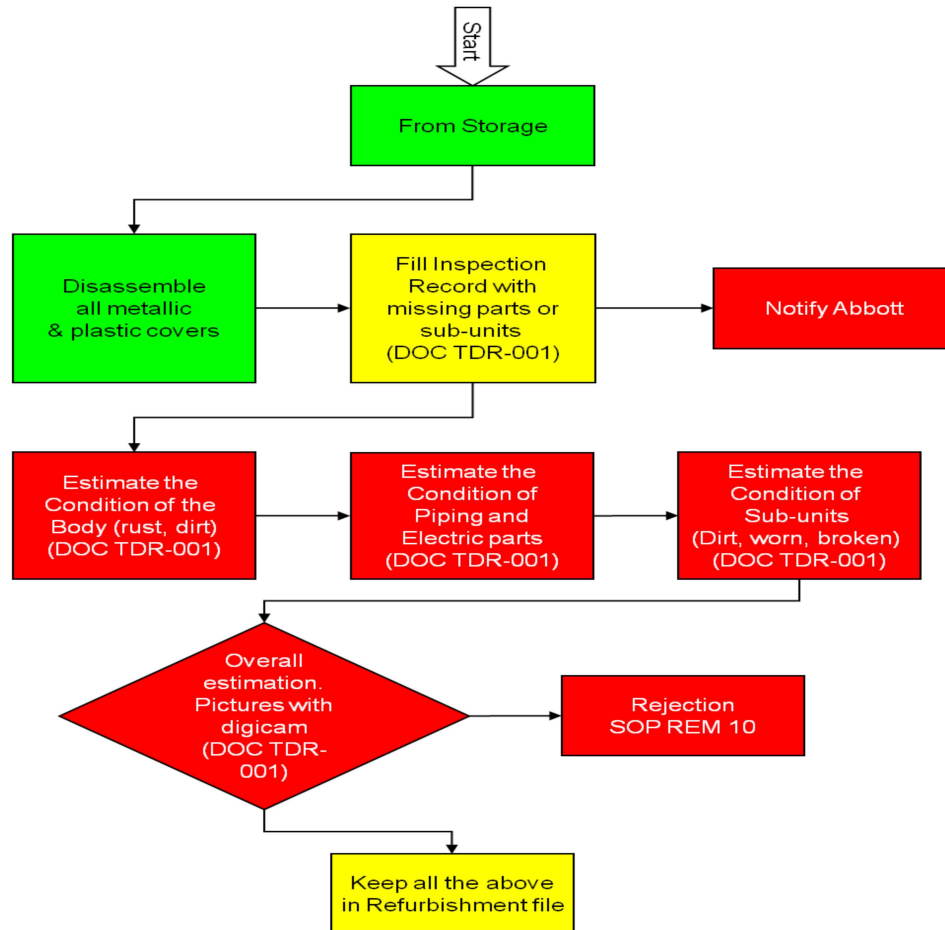 Start
From Storage
Disassemble
all metallic
& plastic covers
Fill Inspection
Record with
missing parts or
sub-units
(DOC TDR-001)
Notify Abbott
Estimate the
Condition of the
Body (rust, dirt)
(DOC TDR-001)
Estimate the
Condition of
Piping and
Electric parts
(DOC TDR-001)
Estimate the
Condition of
Sub-units
(Dirt, worn, broken)
(DOC TDR-001)
Overall
estimation.
Pictures with
digicam
(DOC TDR-
001)
Rejection
SOP REM 10
Keep all the above
in Refurbishment file